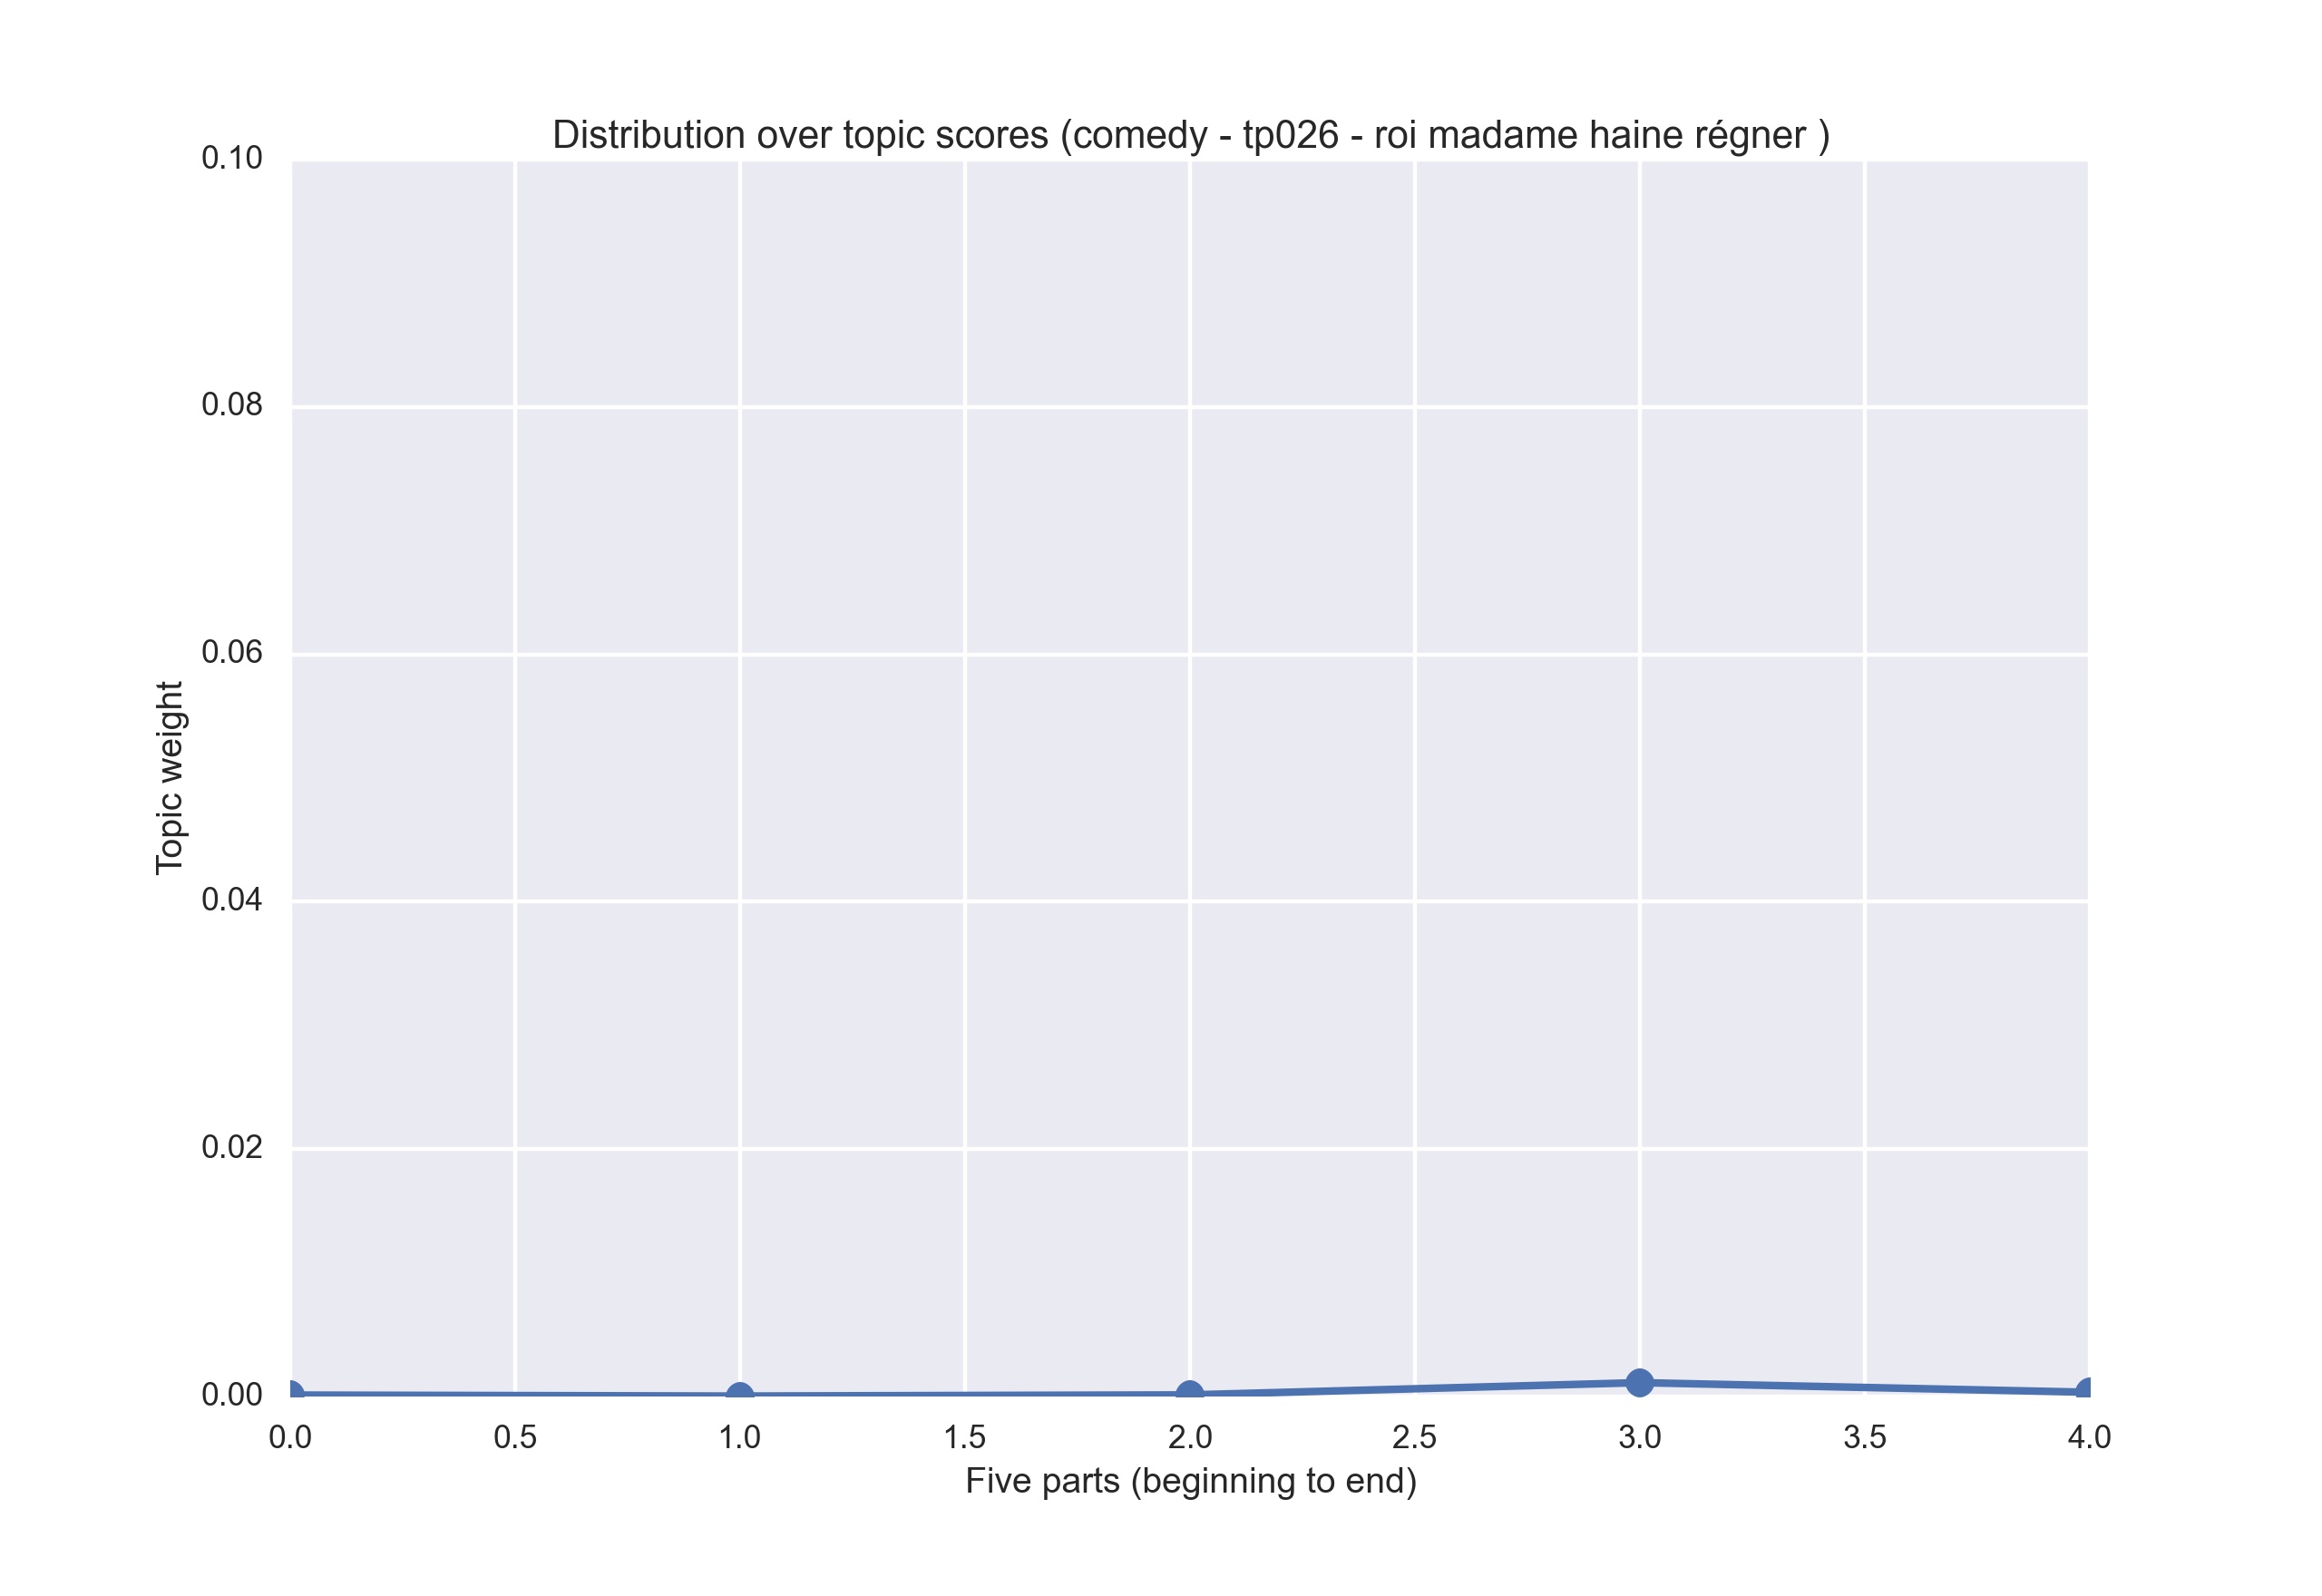 Distribution over topic scores (comedy - tp026 - roi madame haine régner )
0.10
0.08
0.06
0.04
0.02
0.00
Topic weight
0.0 0.5 1.0 1.5 2.0 2.5 3.0 3.5 4.0
Five parts (beginning to end)